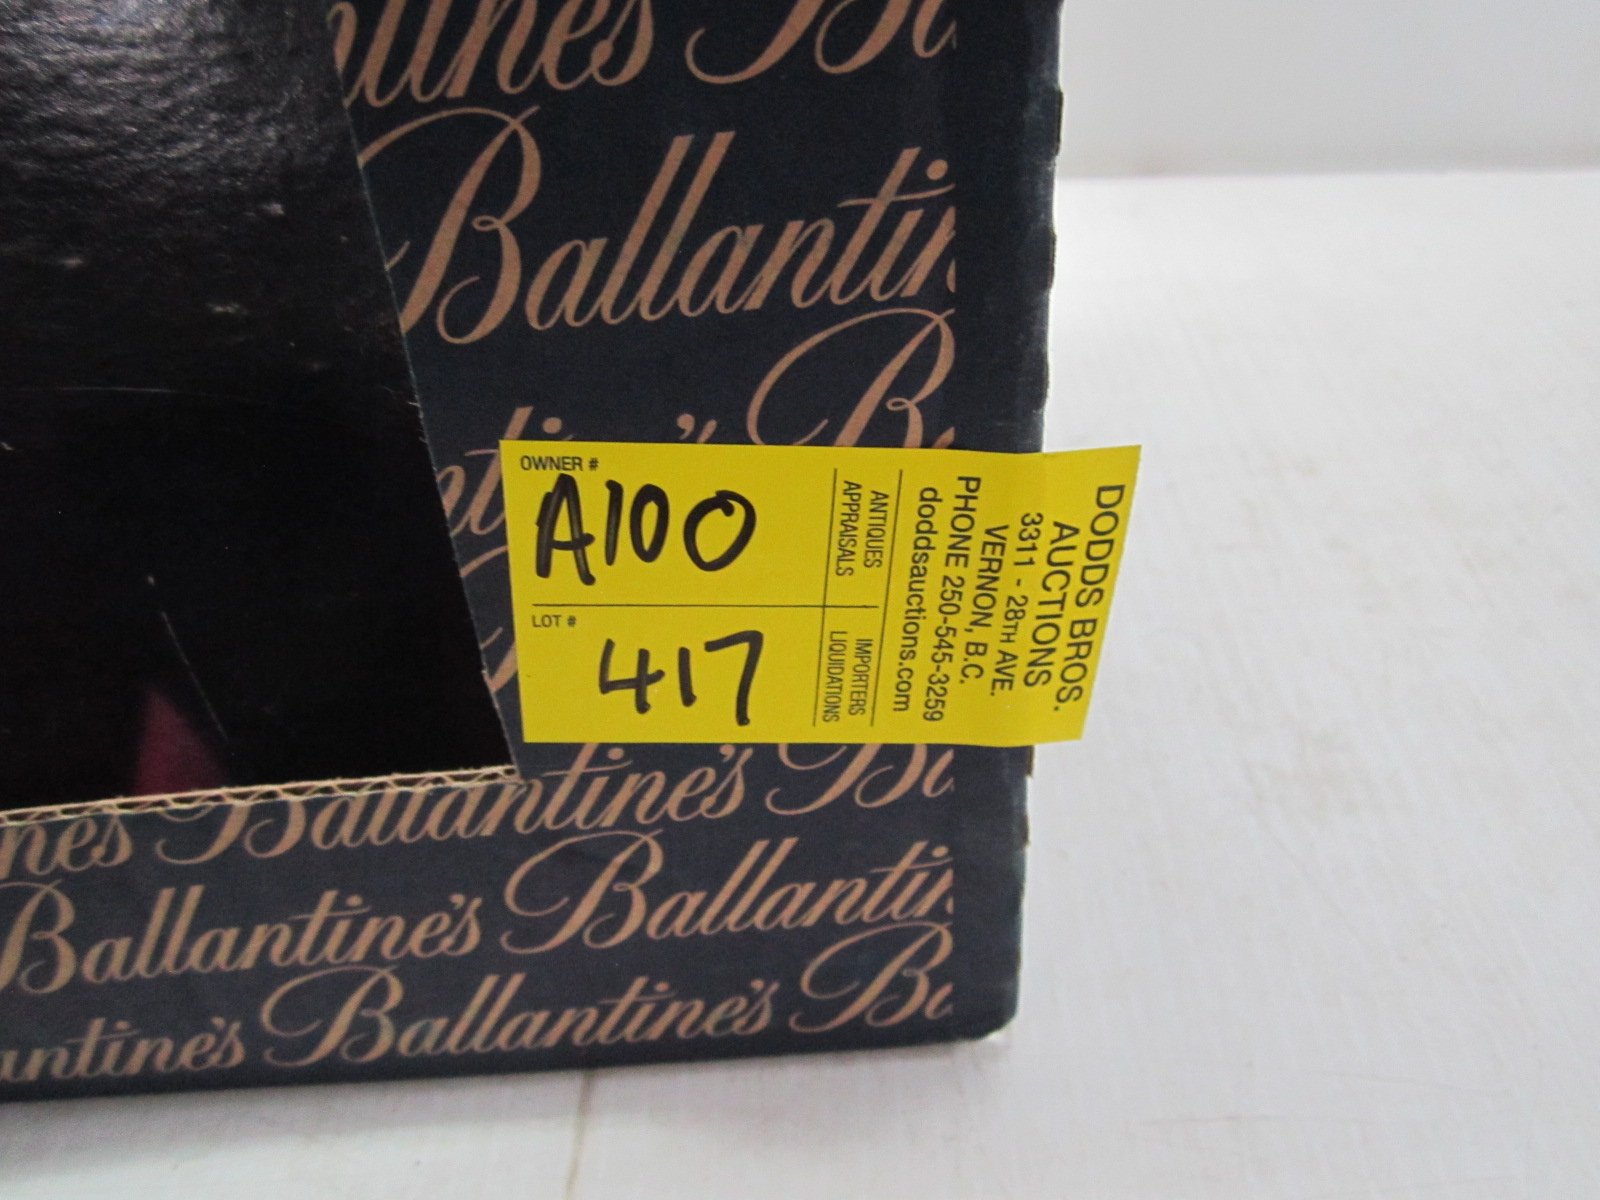 Ballantine's
OWNER #
A100
LOT #
417
ANTIQUES
APPRAISALS
IMPORTERS
LIQUIDATIONS
DODDS BROS.
AUCTIONS
3311 - 28TH AVE.
VERNON, B.C.
PHONE 250-545-3259
doddsauctions.com
Ballantine's
Ballantine's Ballantin
Ballantine's